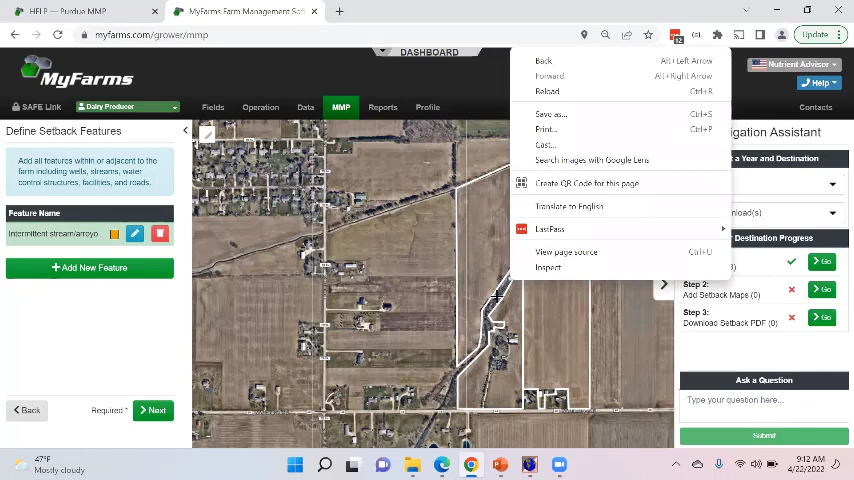 HELP — Purdue MMP
MyFarms Farm Management Sof
myfarms.com/grower/mmp
12
Update
DASHBOARD
MyFarms
Nutrient Advisor
Help
SAFE Link
Dairy Producer
Fields
Operation
Data
MMP
Reports
Profile
Contacts
Define Setback Features
Add all features within or adjacent to the
farm including wells, streams, water
control structures, facilities, and roads.
Feature Name
Intermittent stream/arroyo
Add New Feature
Back
Required *
Next
Back Alt+Left Arrow
Forward Alt+Right Arrow
Reload Ctrl+R
Save as... Ctrl+S
Print... Ctrl+P
Cast...
Search images with Google Lens
Create QR Code for this page
Translate to English
LastPass
View page source Ctrl+U
Inspect
igation Assistant
t a Year and Destination
nload(s)
r Destination Progress
3)
Go
Step 2:
Add Setback Maps (0)
Go
Step 3:
Download Setback PDF (0)
Go
Ask a Question
Type your question here...
Submit
47°F
Mostly cloudy
9:12 AM
4/22/2022